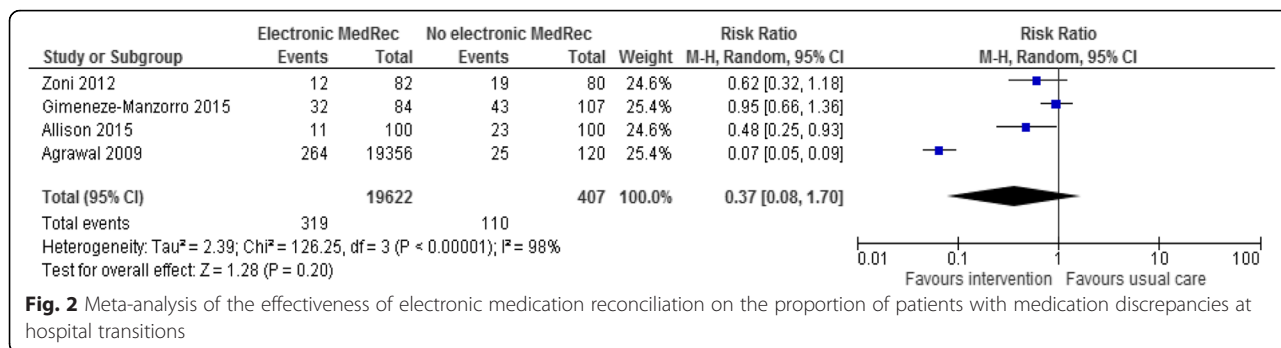 Electronic MedRec No electronic MedRec Risk Ratio Risk Ratio
Study or Subgroup Events Total Events Total Weight M-H, Random, 95% CI M-H, Random, 95% CI
Zoni 2012 12 82 19 80 24.6% 0.62 [0.32, 1.18]
Gimeneze-Manzorro 2015 32 84 43 107 25.4% 0.95 [0.66, 1.36]
Allison 2015 11 100 23 100 24.6% 0.48 [0.25, 0.93]
Agrawal 2009 264 19356 25 120 25.4% 0.07 [0.05, 0.09]
Total (95% CI) 19622 407 100.0% 0.37 [0.08, 1.70]
Total events 319 110
Heterogeneity: Tau² = 2.39; Chi² = 126.25, df = 3 (P < 0.00001); I² = 98%
Test for overall effect: Z = 1.28 (P = 0.20)
0.01 0.1 1 10 100
Favours intervention Favours usual care
Fig. 2 Meta-analysis of the effectiveness of electronic medication reconciliation on the proportion of patients with medication discrepancies at
hospital transitions